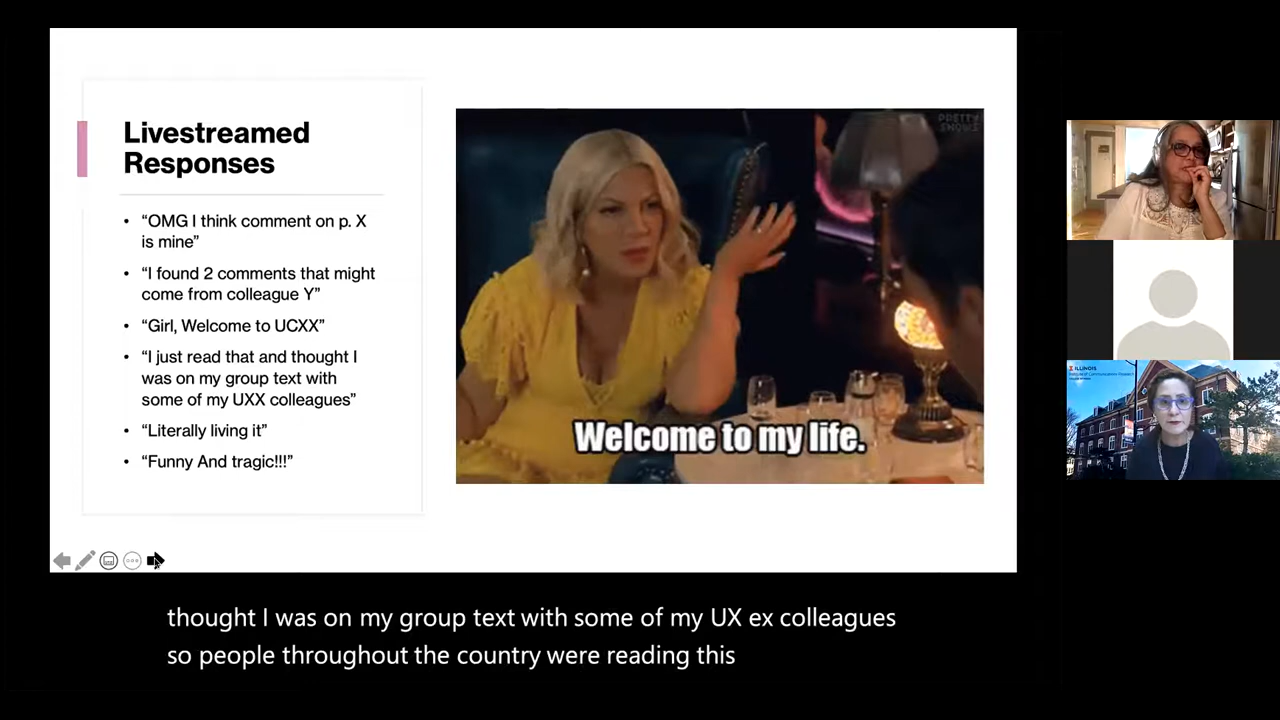 Livestreamed
Responses
• “OMG I think comment on p. X
is mine”
• “I found 2 comments that might
come from colleague Y”
• “Girl, Welcome to UCXX”
• “I just read that and thought I
was on my group text with
some of my UXX colleagues”
• “Literally living it”
• “Funny And tragic!!!”
PRETTY
SHOWS
Welcome to my life.
ILLINOIS
thought I was on my group text with some of my UX ex colleagues
so people throughout the country were reading this